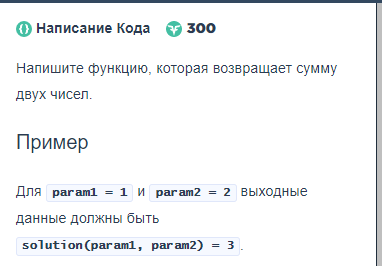 Написание Кода 300
Напишите функцию, которая возвращает сумму
двух чисел.
Пример
Для param1 = 1 и param2 = 2 выходные
данные должны быть
solution(param1, param2) = 3.